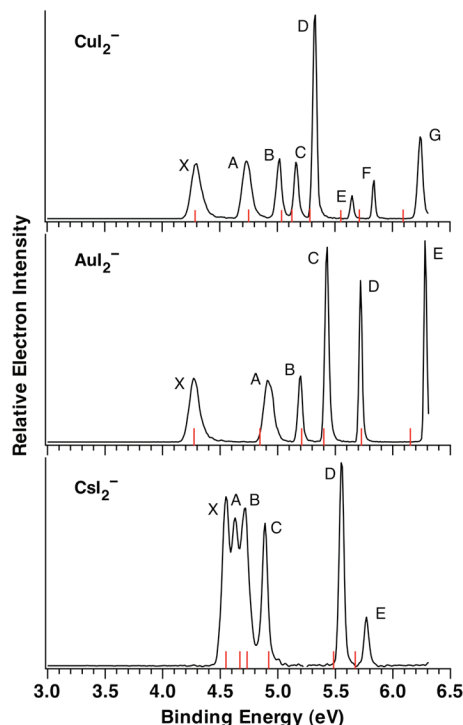 CuI₂⁻
X
A
B
C
D
E
F
G
AuI₂⁻
X
A
B
C
D
E
CsI₂⁻
X
A
B
C
D
E
Relative Electron Intensity
3.0 3.5 4.0 4.5 5.0 5.5 6.0 6.5
Binding Energy (eV)